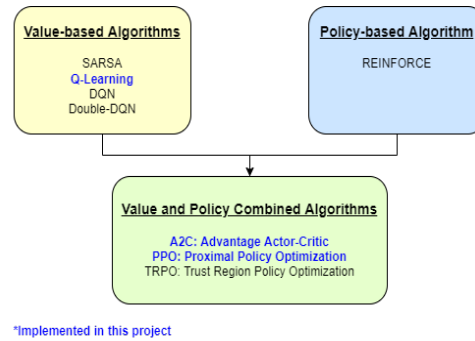 Value-based Algorithms
SARSA
Q-Learning
DQN
Double-DQN
Policy-based Algorithm
REINFORCE
Value and Policy Combined Algorithms
A2C: Advantage Actor-Critic
PPO: Proximal Policy Optimization
TRPO: Trust Region Policy Optimization
*Implemented in this project